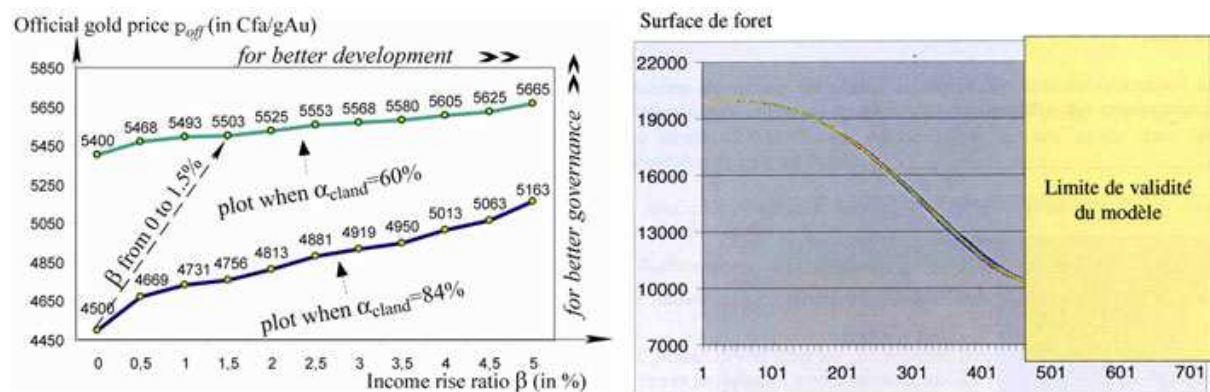 Official gold price p_off (in Cfa/gAu)
for better development >>
5850
5650
5450
5250
5050
4850
4650
4450
5400 5468 5493 5503 5525 5553 5568 5580 5605 5625 5665
β from 0 to 1.5%
plot when α_cland=60%
4500 4669 4731 4756 4813 4881 4919 4950 5013 5063 5163
plot when α_cland=84%
for better governance >>
0 0,5 1 1,5 2 2,5 3 3,5 4 4,5 5
Income rise ratio β (in %)
Surface de foret
22000
19000
16000
13000
10000
7000
1 101 201 301 401 501 601 701
Limite de validité
du modèle